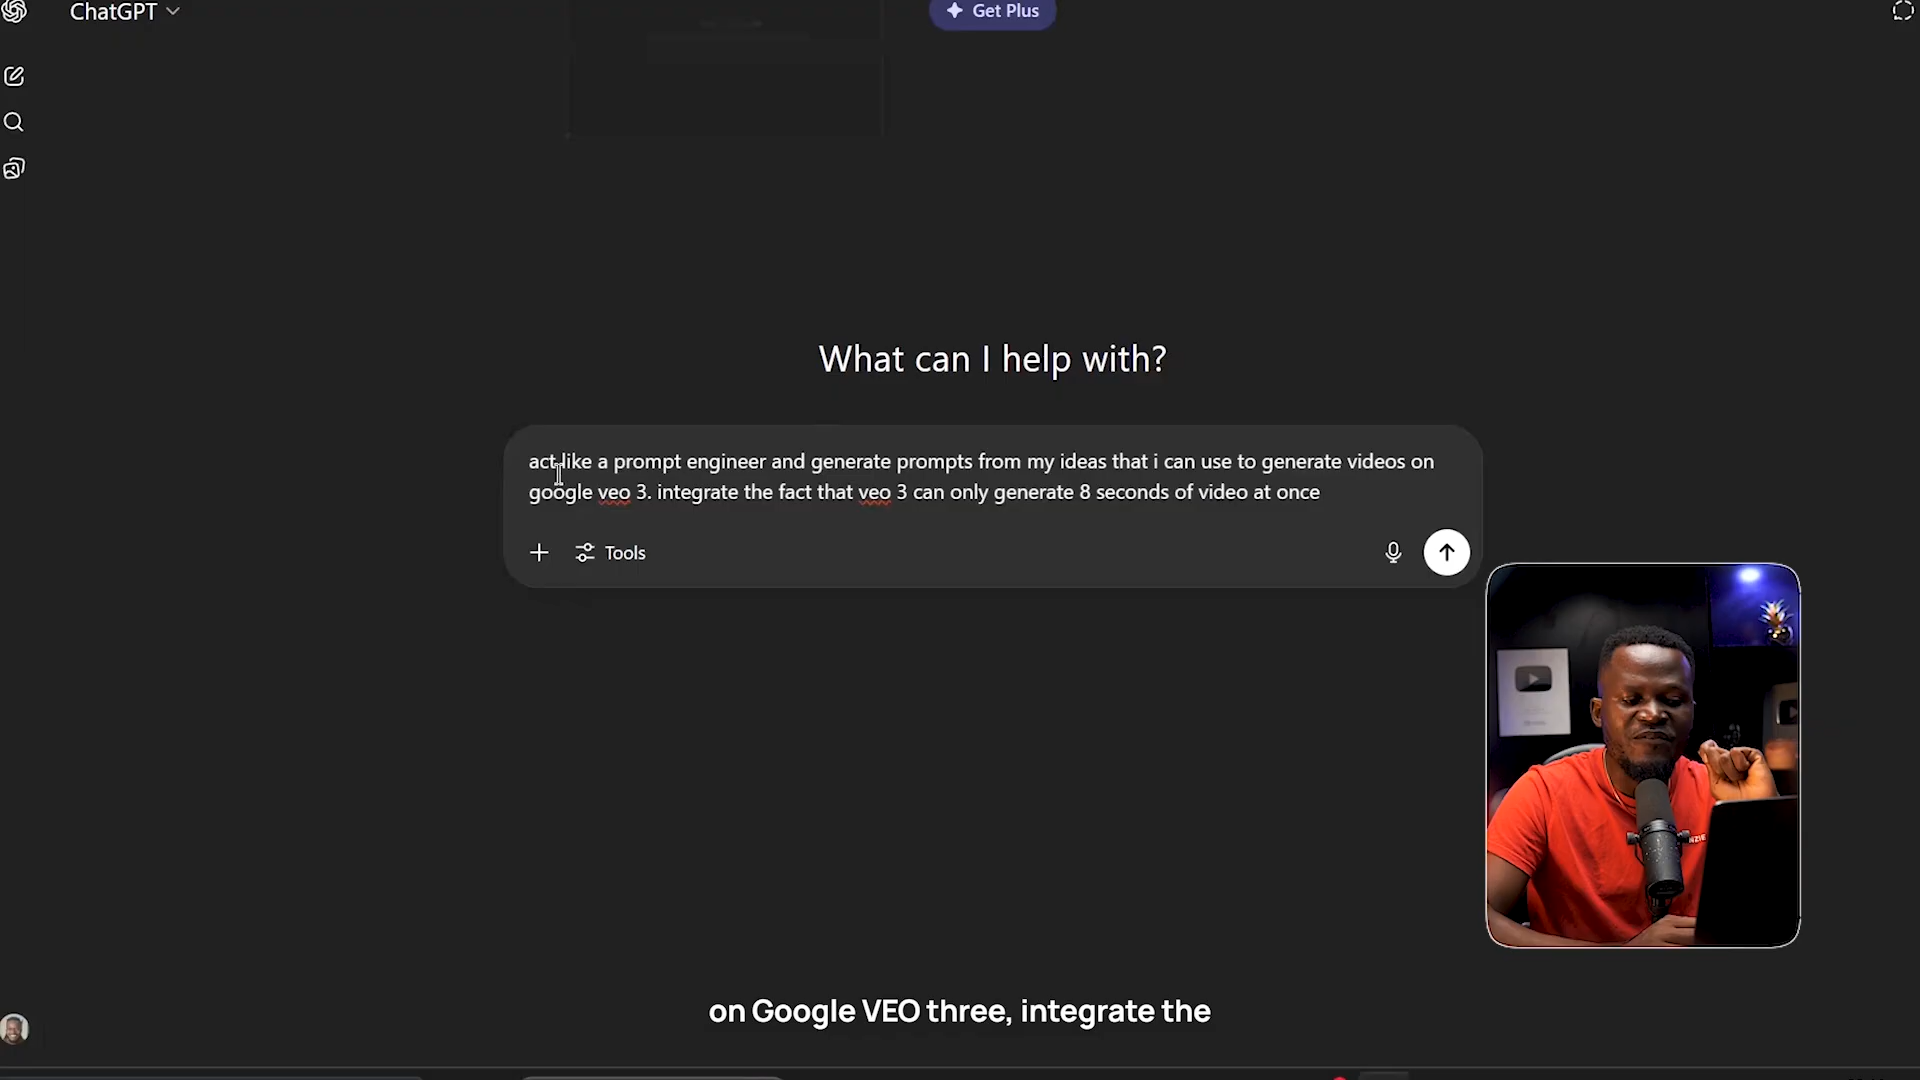 ChatGPT
Get Plus
What can I help with?
act like a prompt engineer and generate prompts from my ideas that i can use to generate videos on
google veo 3. integrate the fact that veo 3 can only generate 8 seconds of video at once
Tools
on Google VEO three, integrate the